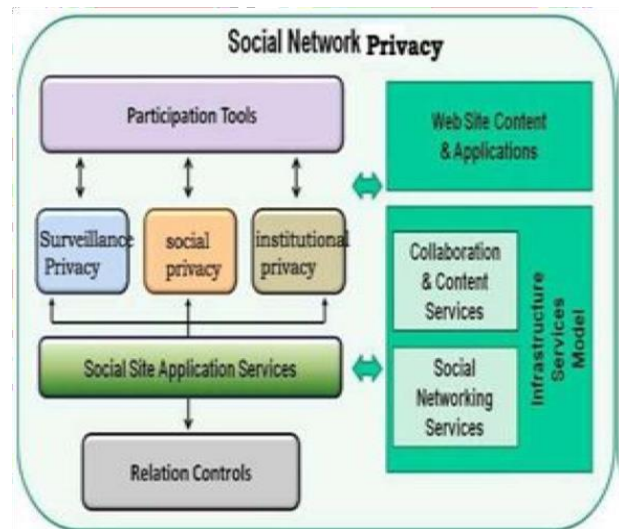 Social Network Privacy
Participation Tools
Surveillance
Privacy
social
privacy
institutional
privacy
Social Site Application Services
Relation Controls
Web Site Content
& Applications
Collaboration
& Content
Services
Social
Networking
Services
Infrastructure
Services
Model